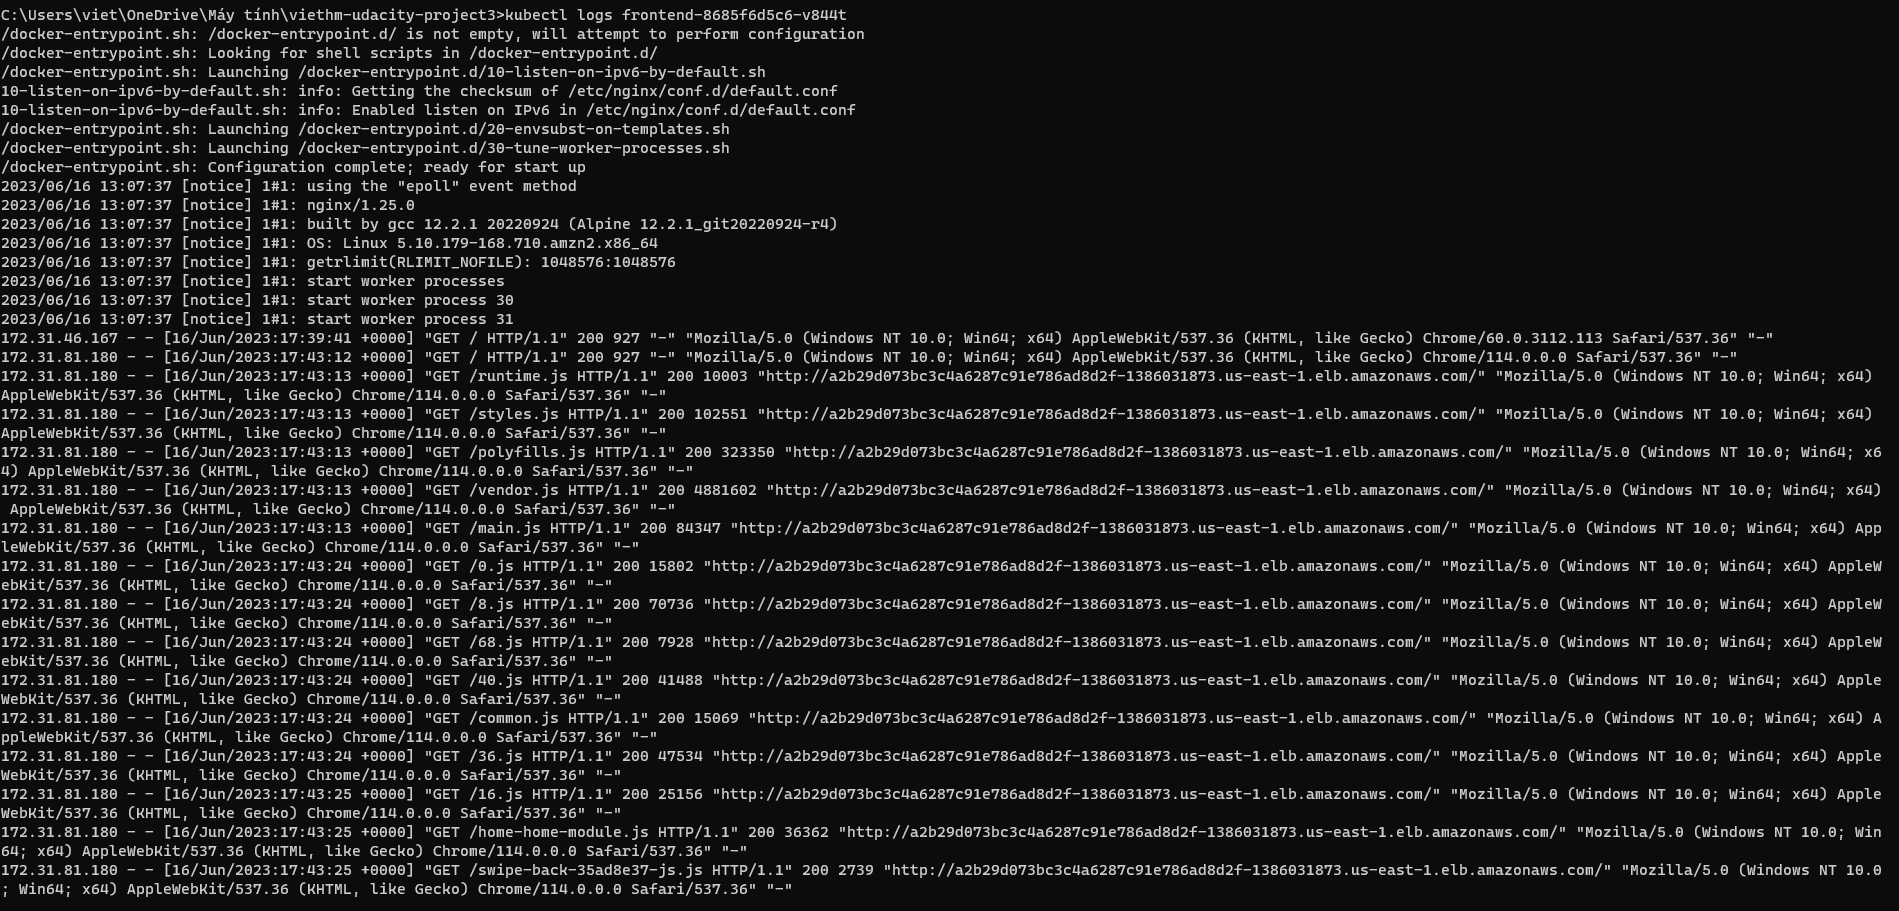 C:\Users\viet\OneDrive\Máy tính\viethm-udacity-project3>kubectl logs frontend-8685f6d5c6-v844t
/docker-entrypoint.sh: /docker-entrypoint.d/ is not empty, will attempt to perform configuration
/docker-entrypoint.sh: Looking for shell scripts in /docker-entrypoint.d/
/docker-entrypoint.sh: Launching /docker-entrypoint.d/10-listen-on-ipv6-by-default.sh
10-listen-on-ipv6-by-default.sh: info: Getting the checksum of /etc/nginx/conf.d/default.conf
10-listen-on-ipv6-by-default.sh: info: Enabled listen on IPv6 in /etc/nginx/conf.d/default.conf
/docker-entrypoint.sh: Launching /docker-entrypoint.d/20-envsubst-on-templates.sh
/docker-entrypoint.sh: Launching /docker-entrypoint.d/30-tune-worker-processes.sh
/docker-entrypoint.sh: Configuration complete; ready for start up
2023/06/16 13:07:37 [notice] 1#1: using the "epoll" event method
2023/06/16 13:07:37 [notice] 1#1: nginx/1.25.0
2023/06/16 13:07:37 [notice] 1#1: built by gcc 12.2.1 20220924 (Alpine 12.2.1_git20220924-r4)
2023/06/16 13:07:37 [notice] 1#1: OS: Linux 5.10.179-168.710.amzn2.x86_64
2023/06/16 13:07:37 [notice] 1#1: getrlimit(RLIMIT_NOFILE): 1048576:1048576
2023/06/16 13:07:37 [notice] 1#1: start worker processes
2023/06/16 13:07:37 [notice] 1#1: start worker process 30
2023/06/16 13:07:37 [notice] 1#1: start worker process 31
172.31.46.167 - - [16/Jun/2023:17:39:41 +0000] "GET / HTTP/1.1" 200 927 "-" "Mozilla/5.0 (Windows NT 10.0; Win64; x64) AppleWebKit/537.36 (KHTML, like Gecko) Chrome/60.0.3112.113 Safari/537.36" "-"
172.31.81.180 - - [16/Jun/2023:17:43:12 +0000] "GET / HTTP/1.1" 200 927 "-" "Mozilla/5.0 (Windows NT 10.0; Win64; x64) AppleWebKit/537.36 (KHTML, like Gecko) Chrome/114.0.0.0 Safari/537.36" "-"
172.31.81.180 - - [16/Jun/2023:17:43:13 +0000] "GET /runtime.js HTTP/1.1" 200 10003 "http://a2b29d073bc3c4a6287c91e786ad8d2f-1386031873.us-east-1.elb.amazonaws.com/" "Mozilla/5.0 (Windows NT 10.0; Win64; x64)
AppleWebKit/537.36 (KHTML, like Gecko) Chrome/114.0.0.0 Safari/537.36" "-"
172.31.81.180 - - [16/Jun/2023:17:43:13 +0000] "GET /styles.js HTTP/1.1" 200 102551 "http://a2b29d073bc3c4a6287c91e786ad8d2f-1386031873.us-east-1.elb.amazonaws.com/" "Mozilla/5.0 (Windows NT 10.0; Win64; x64)
AppleWebKit/537.36 (KHTML, like Gecko) Chrome/114.0.0.0 Safari/537.36" "-"
172.31.81.180 - - [16/Jun/2023:17:43:13 +0000] "GET /polyfills.js HTTP/1.1" 200 323350 "http://a2b29d073bc3c4a6287c91e786ad8d2f-1386031873.us-east-1.elb.amazonaws.com/" "Mozilla/5.0 (Windows NT 10.0; Win64; x6
4) AppleWebKit/537.36 (KHTML, like Gecko) Chrome/114.0.0.0 Safari/537.36" "-"
172.31.81.180 - - [16/Jun/2023:17:43:13 +0000] "GET /vendor.js HTTP/1.1" 200 4881602 "http://a2b29d073bc3c4a6287c91e786ad8d2f-1386031873.us-east-1.elb.amazonaws.com/" "Mozilla/5.0 (Windows NT 10.0; Win64; x64)
AppleWebKit/537.36 (KHTML, like Gecko) Chrome/114.0.0.0 Safari/537.36" "-"
172.31.81.180 - - [16/Jun/2023:17:43:13 +0000] "GET /main.js HTTP/1.1" 200 84347 "http://a2b29d073bc3c4a6287c91e786ad8d2f-1386031873.us-east-1.elb.amazonaws.com/" "Mozilla/5.0 (Windows NT 10.0; Win64; x64) App
leWebKit/537.36 (KHTML, like Gecko) Chrome/114.0.0.0 Safari/537.36" "-"
172.31.81.180 - - [16/Jun/2023:17:43:24 +0000] "GET /0.js HTTP/1.1" 200 15802 "http://a2b29d073bc3c4a6287c91e786ad8d2f-1386031873.us-east-1.elb.amazonaws.com/" "Mozilla/5.0 (Windows NT 10.0; Win64; x64) AppleW
ebKit/537.36 (KHTML, like Gecko) Chrome/114.0.0.0 Safari/537.36" "-"
172.31.81.180 - - [16/Jun/2023:17:43:24 +0000] "GET /8.js HTTP/1.1" 200 70736 "http://a2b29d073bc3c4a6287c91e786ad8d2f-1386031873.us-east-1.elb.amazonaws.com/" "Mozilla/5.0 (Windows NT 10.0; Win64; x64) AppleW
ebKit/537.36 (KHTML, like Gecko) Chrome/114.0.0.0 Safari/537.36" "-"
172.31.81.180 - - [16/Jun/2023:17:43:24 +0000] "GET /68.js HTTP/1.1" 200 7928 "http://a2b29d073bc3c4a6287c91e786ad8d2f-1386031873.us-east-1.elb.amazonaws.com/" "Mozilla/5.0 (Windows NT 10.0; Win64; x64) AppleW
ebKit/537.36 (KHTML, like Gecko) Chrome/114.0.0.0 Safari/537.36" "-"
172.31.81.180 - - [16/Jun/2023:17:43:24 +0000] "GET /40.js HTTP/1.1" 200 41488 "http://a2b29d073bc3c4a6287c91e786ad8d2f-1386031873.us-east-1.elb.amazonaws.com/" "Mozilla/5.0 (Windows NT 10.0; Win64; x64) Apple
WebKit/537.36 (KHTML, like Gecko) Chrome/114.0.0.0 Safari/537.36" "-"
172.31.81.180 - - [16/Jun/2023:17:43:24 +0000] "GET /common.js HTTP/1.1" 200 15069 "http://a2b29d073bc3c4a6287c91e786ad8d2f-1386031873.us-east-1.elb.amazonaws.com/" "Mozilla/5.0 (Windows NT 10.0; Win64; x64) A
ppleWebKit/537.36 (KHTML, like Gecko) Chrome/114.0.0.0 Safari/537.36" "-"
172.31.81.180 - - [16/Jun/2023:17:43:24 +0000] "GET /36.js HTTP/1.1" 200 47534 "http://a2b29d073bc3c4a6287c91e786ad8d2f-1386031873.us-east-1.elb.amazonaws.com/" "Mozilla/5.0 (Windows NT 10.0; Win64; x64) Apple
WebKit/537.36 (KHTML, like Gecko) Chrome/114.0.0.0 Safari/537.36" "-"
172.31.81.180 - - [16/Jun/2023:17:43:25 +0000] "GET /16.js HTTP/1.1" 200 25156 "http://a2b29d073bc3c4a6287c91e786ad8d2f-1386031873.us-east-1.elb.amazonaws.com/" "Mozilla/5.0 (Windows NT 10.0; Win64; x64) Apple
WebKit/537.36 (KHTML, like Gecko) Chrome/114.0.0.0 Safari/537.36" "-"
172.31.81.180 - - [16/Jun/2023:17:43:25 +0000] "GET /home-home-module.js HTTP/1.1" 200 36362 "http://a2b29d073bc3c4a6287c91e786ad8d2f-1386031873.us-east-1.elb.amazonaws.com/" "Mozilla/5.0 (Windows NT 10.0; Win
64; x64) AppleWebKit/537.36 (KHTML, like Gecko) Chrome/114.0.0.0 Safari/537.36" "-"
172.31.81.180 - - [16/Jun/2023:17:43:25 +0000] "GET /swipe-back-35ad8e37-js.js HTTP/1.1" 200 2739 "http://a2b29d073bc3c4a6287c91e786ad8d2f-1386031873.us-east-1.elb.amazonaws.com/" "Mozilla/5.0 (Windows NT 10.0
; Win64; x64) AppleWebKit/537.36 (KHTML, like Gecko) Chrome/114.0.0.0 Safari/537.36" "-"